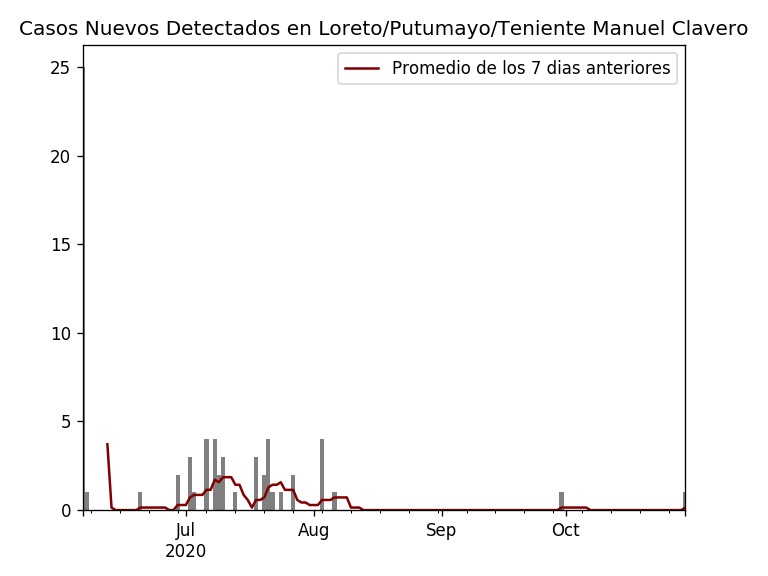 Casos Nuevos Detectados en Loreto/Putumayo/Teniente Manuel Clavero
Promedio de los 7 dias anteriores
25
20
15
10
5
0
Jul
2020
Aug
Sep
Oct